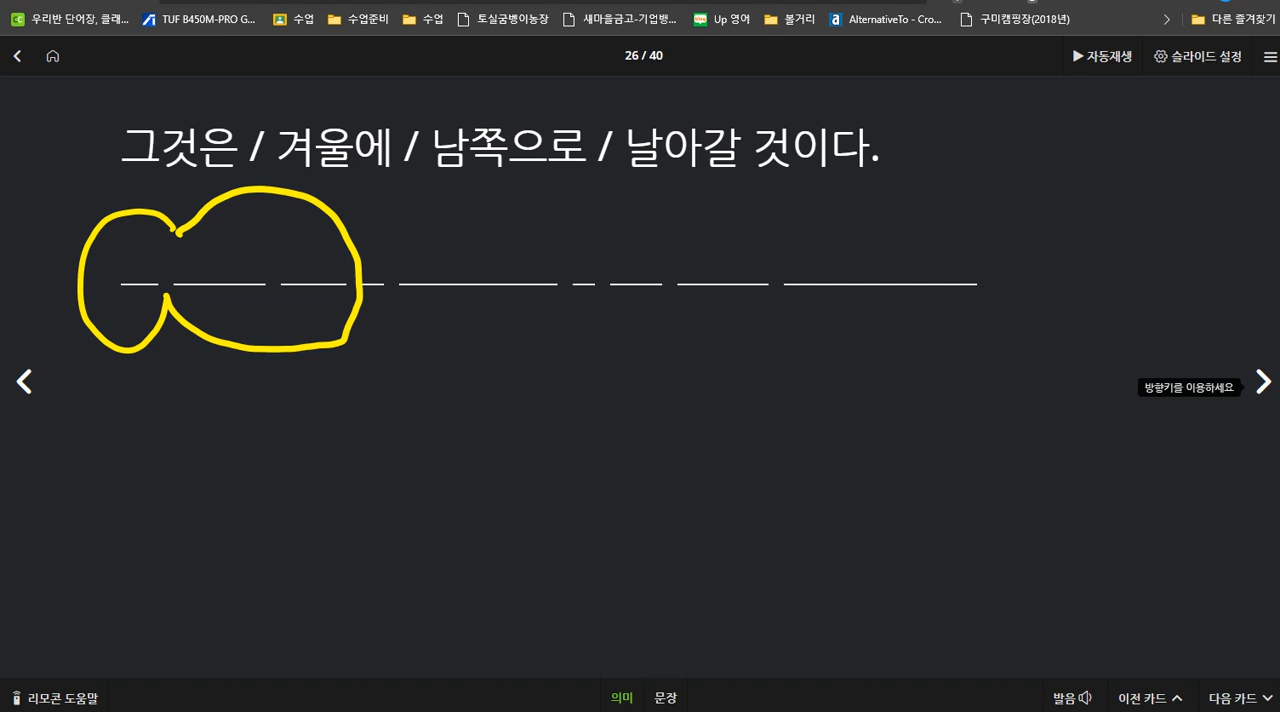 우리반 단어장, 클래...
TUF B450M-PRO G...
수업
수업준비
수업
토실굼벵이농장
새마을금고-기업뱅...
Up 영어
볼거리
AlternativeTo - Cro...
구미캠핑장(2018년)
다른 즐겨찾기
26 / 40
자동재생
슬라이드 설정
그것은 / 겨울에 / 남쪽으로 / 날아갈 것이다.
방향키를 이용하세요
리모콘 도움말
의미
문장
발음
이전 카드
다음 카드